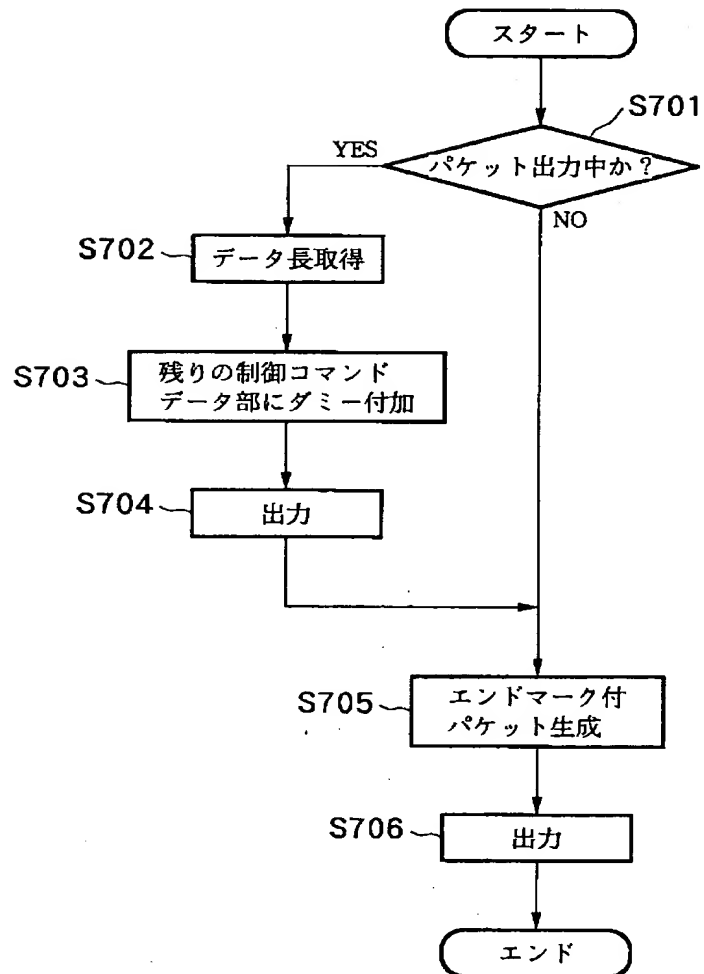 スタート
S701
YES
パケット出力中か？
NO
S702
データ長取得
S703
残りの制御コマンド
データ部にダミー付加
S704
出力
S705
エンドマーク付
パケット生成
S706
出力
エンド